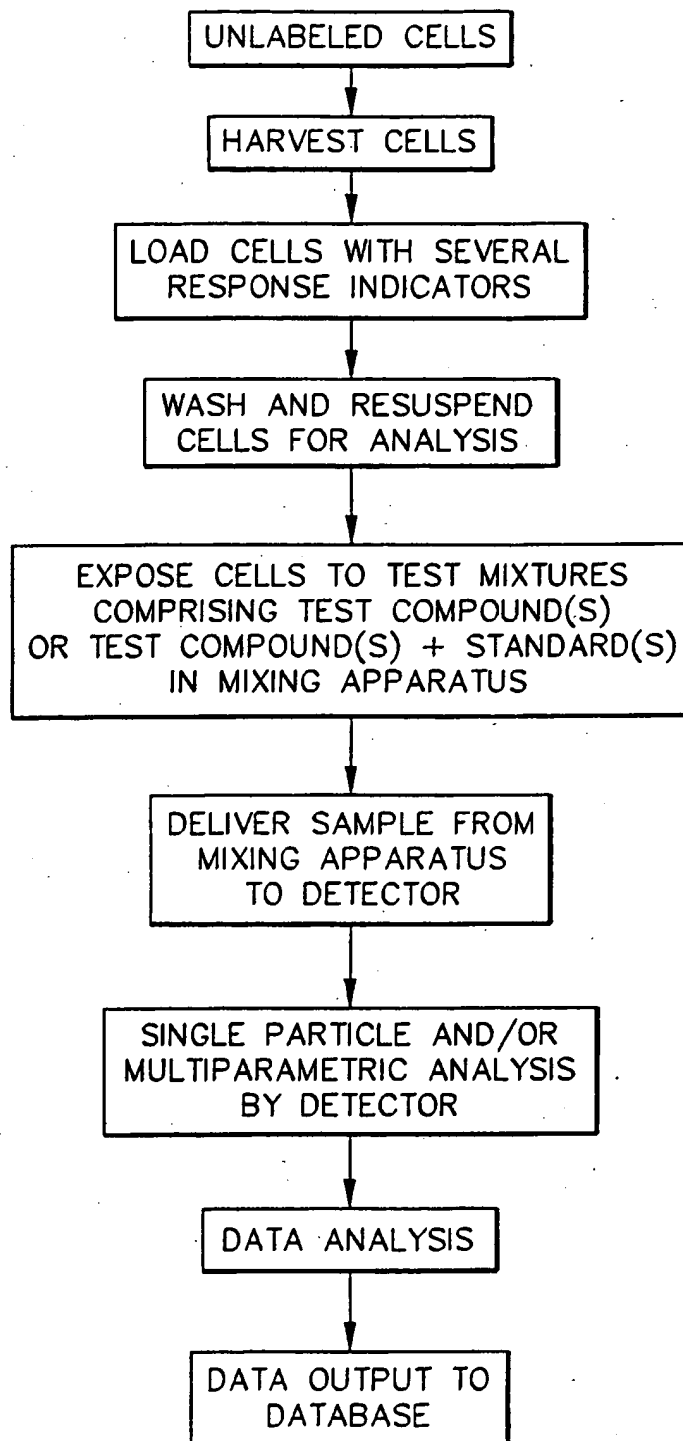 UNLABELED CELLS
HARVEST CELLS
LOAD CELLS WITH SEVERAL
RESPONSE INDICATORS
WASH AND RESUSPEND
CELLS FOR ANALYSIS
EXPOSE CELLS TO TEST MIXTURES
COMPRISING TEST COMPOUND(S)
OR TEST COMPOUND(S) + STANDARD(S)
IN MIXING APPARATUS
DELIVER SAMPLE FROM
MIXING APPARATUS
TO DETECTOR
SINGLE PARTICLE AND/OR
MULTIPARAMETRIC ANALYSIS
BY DETECTOR
DATA ANALYSIS
DATA OUTPUT TO
DATABASE